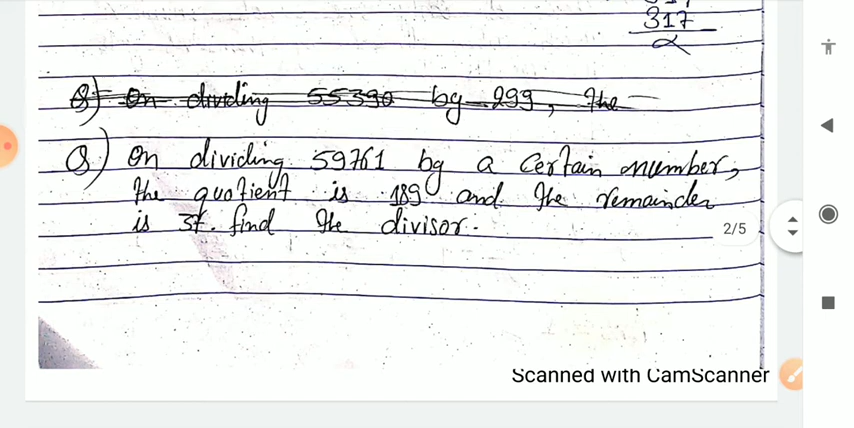 317
Q) On dividing 55390 by 299, the
Q) On dividing 59761 by a certain number,
the quotient is 189 and the remainder
is 37. find the divisor.
2/5
Scanned with CamScanner